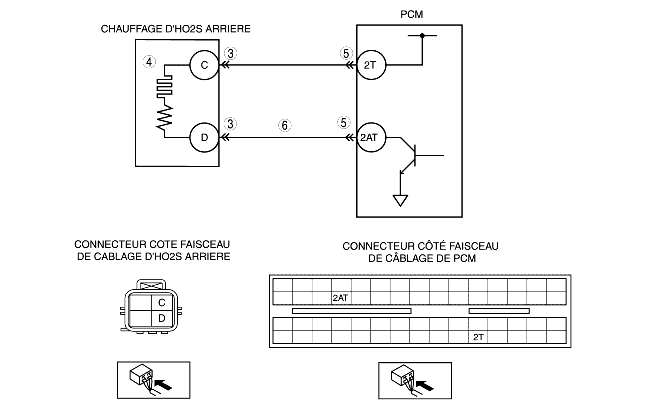 PCM
CHAUFFAGE D'HO2S ARRIERE
4
C
3
5
2T
D
3
6
5
2AT
CONNECTEUR COTE FAISCEAU
DE CABLAGE D'HO2S ARRIERE
C
D
CONNECTEUR CÔTÉ FAISCEAU
DE CÂBLAGE DE PCM
2AT
2T